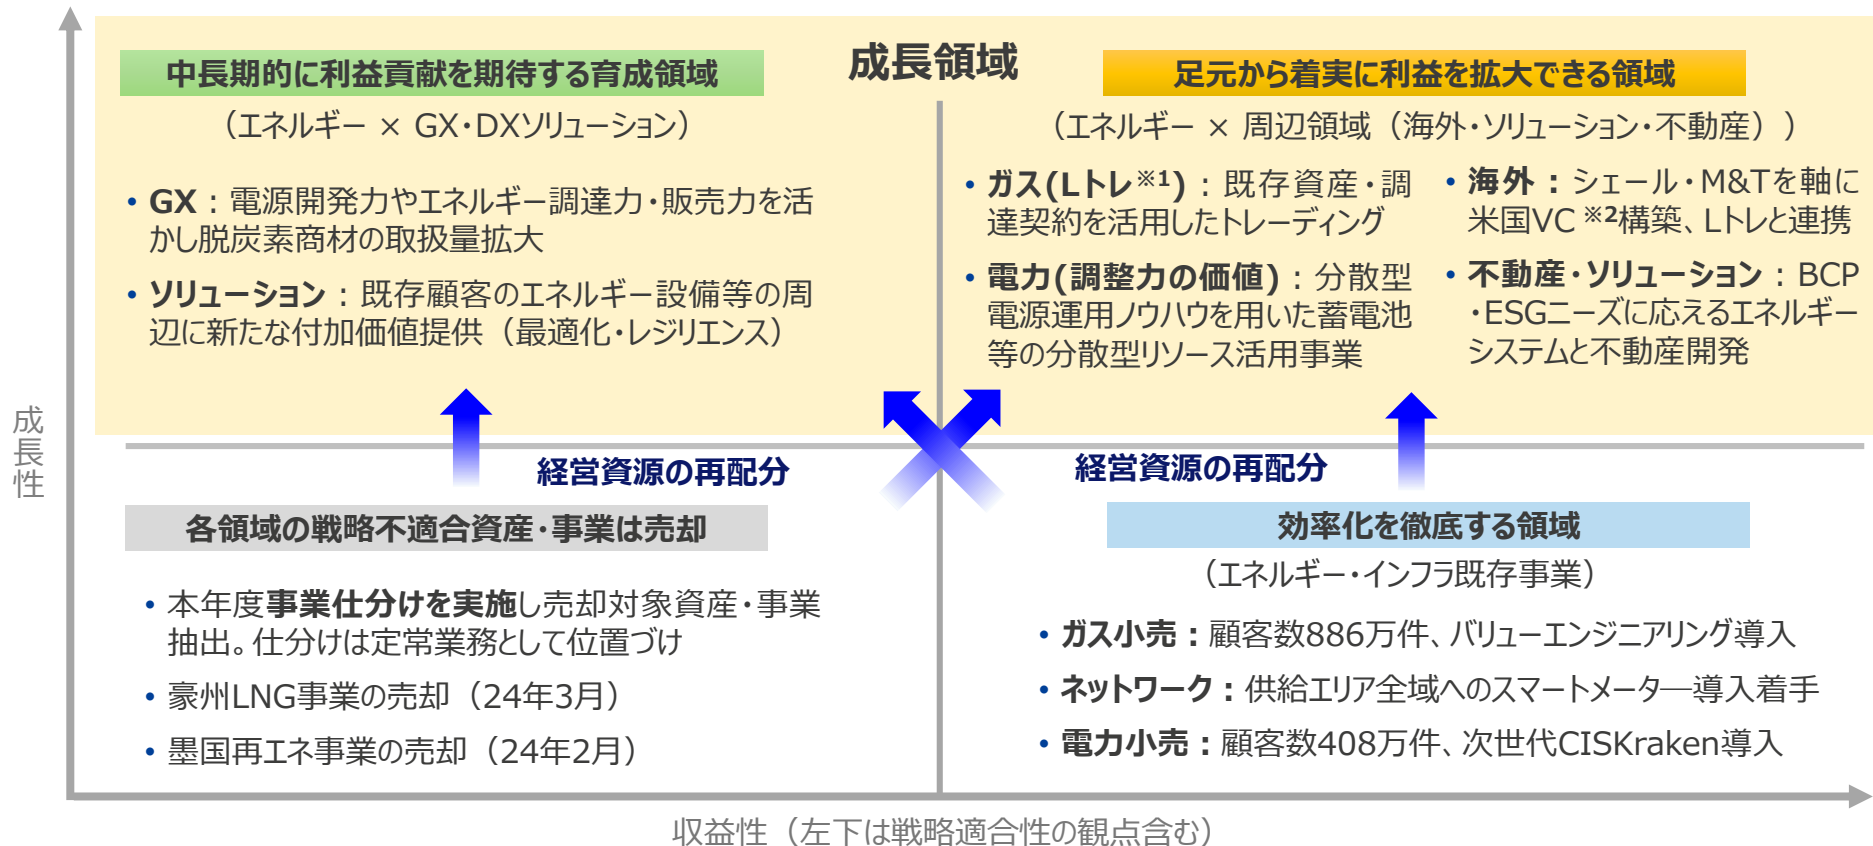 成長領域
中長期的に利益貢献を期待する育成領域
（エネルギー × GX・DXソリューション）
• GX：電源開発力やエネルギー調達力・販売力を活
かし脱炭素商材の取扱量拡大
• ソリューション：既存顧客のエネルギー設備等の周
辺に新たな付加価値提供（最適化・レジリエンス）
足元から着実に利益を拡大できる領域
（エネルギー × 周辺領域（海外・ソリューション・不動産））
• ガス(Lトレ※1)：既存資産・調
達契約を活用したトレーディング
• 電力(調整力の価値)：分散型
電源運用ノウハウを用いた蓄電池
等の分散型リソース活用事業
• 海外：シェール・M&Tを軸に
米国VC※2構築、Lトレと連携
• 不動産・ソリューション：BCP
・ESGニーズに応えるエネルギー
システムと不動産開発
成長性
経営資源の再配分
経営資源の再配分
各領域の戦略不適合資産・事業は売却
• 本年度事業仕分けを実施し売却対象資産・事業
抽出。仕分けは定常業務として位置づけ
• 豪州LNG事業の売却（24年3月）
• 墨国再エネ事業の売却（24年2月）
効率化を徹底する領域
（エネルギー・インフラ既存事業）
• ガス小売：顧客数886万件、バリューエンジニアリング導入
• ネットワーク：供給エリア全域へのスマートメーター導入着手
• 電力小売：顧客数408万件、次世代CISKraken導入
収益性（左下は戦略適合性の観点含む）